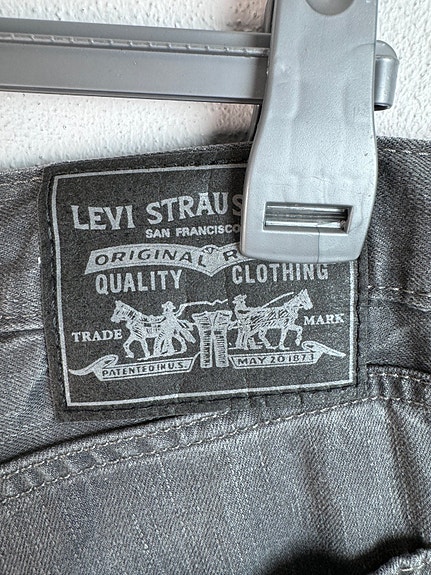 LEVI STRAUS
SAN FRANCISCO
ORIGINAL R
QUALITY CLOTHING
TRADE MARK
PATENTED IN U.S. MAY 20 1873